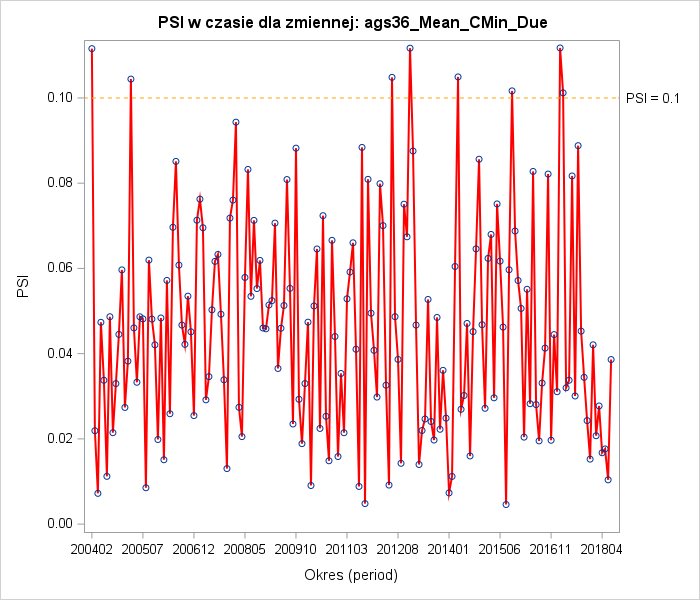 PSI w czasie dla zmiennej: ags36_Mean_CMin_Due
0.10
PSI = 0.1
0.08
0.06
PSI
0.04
0.02
0.00
200402 200507 200612 200805 200910 201103 201208 201401 201506 201611 201804
Okres (period)